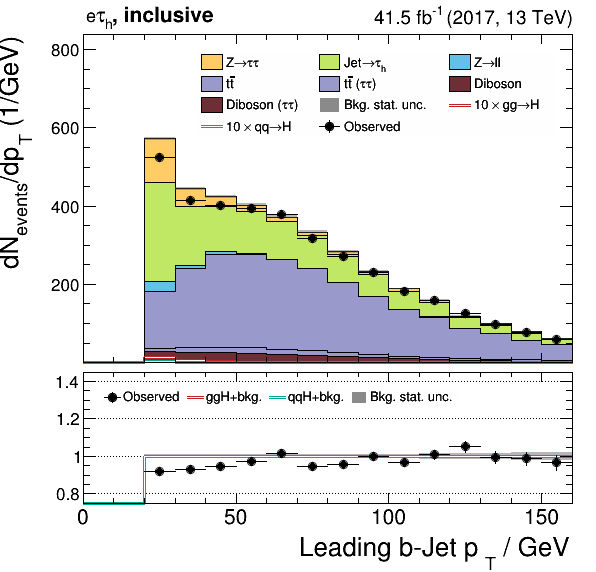 eτh, inclusive 41.5 fb-1 (2017, 13 TeV)
dNevents/dpT (1/GeV)
800
600
400
200
Z→ττ Jet→τh Z→ll
tt̄ tt̄ (ττ) Diboson
Diboson (ττ) Bkg. stat. unc. 10 × gg→H
10 × qq→H Observed
1.4
1.2
1.0
0.8
Observed ggH+bkg. qqH+bkg. Bkg. stat. unc.
0 50 100 150
Leading b-Jet pT / GeV